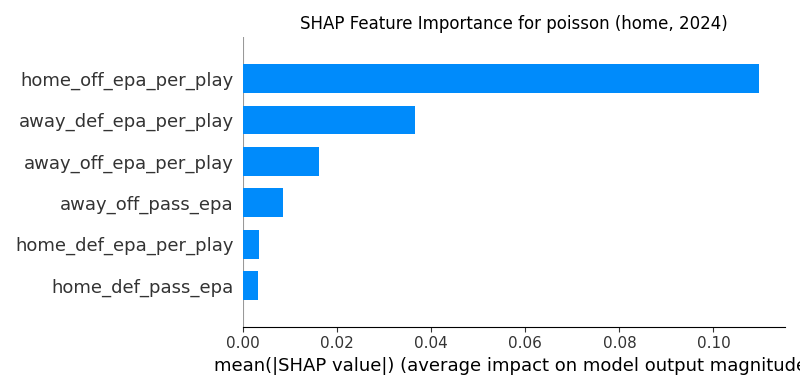 SHAP Feature Importance for poisson (home, 2024)
home_off_epa_per_play
away_def_epa_per_play
away_off_epa_per_play
away_off_pass_epa
home_def_epa_per_play
home_def_pass_epa
0.00 0.02 0.04 0.06 0.08 0.10
mean(|SHAP value|) (average impact on model output magnitude